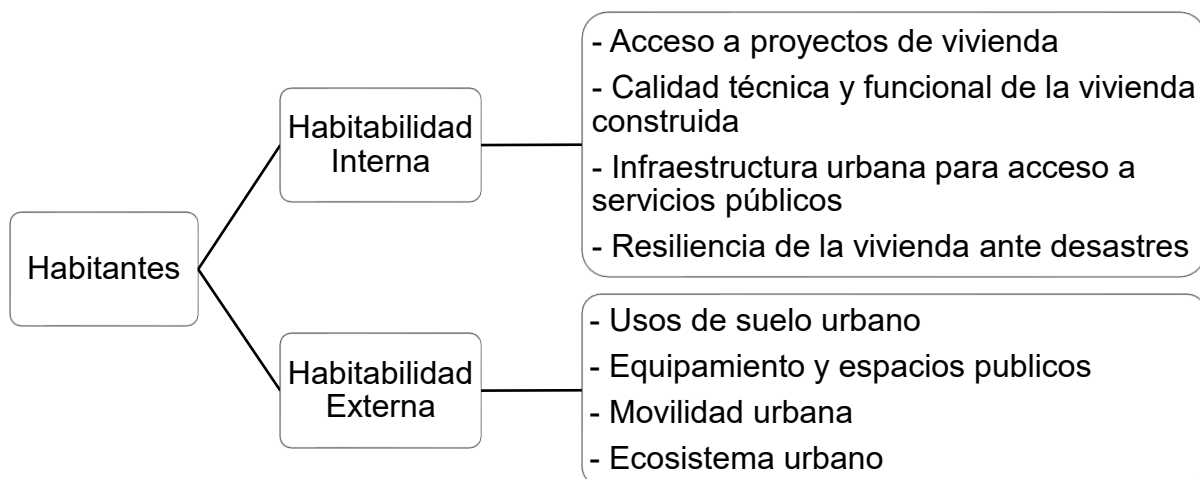 Habitantes
Habitabilidad
Interna
- Acceso a proyectos de vivienda
- Calidad técnica y funcional de la vivienda
construida
- Infraestructura urbana para acceso a
servicios públicos
- Resiliencia de la vivienda ante desastres
Habitabilidad
Externa
- Usos de suelo urbano
- Equipamiento y espacios publicos
- Movilidad urbana
- Ecosistema urbano